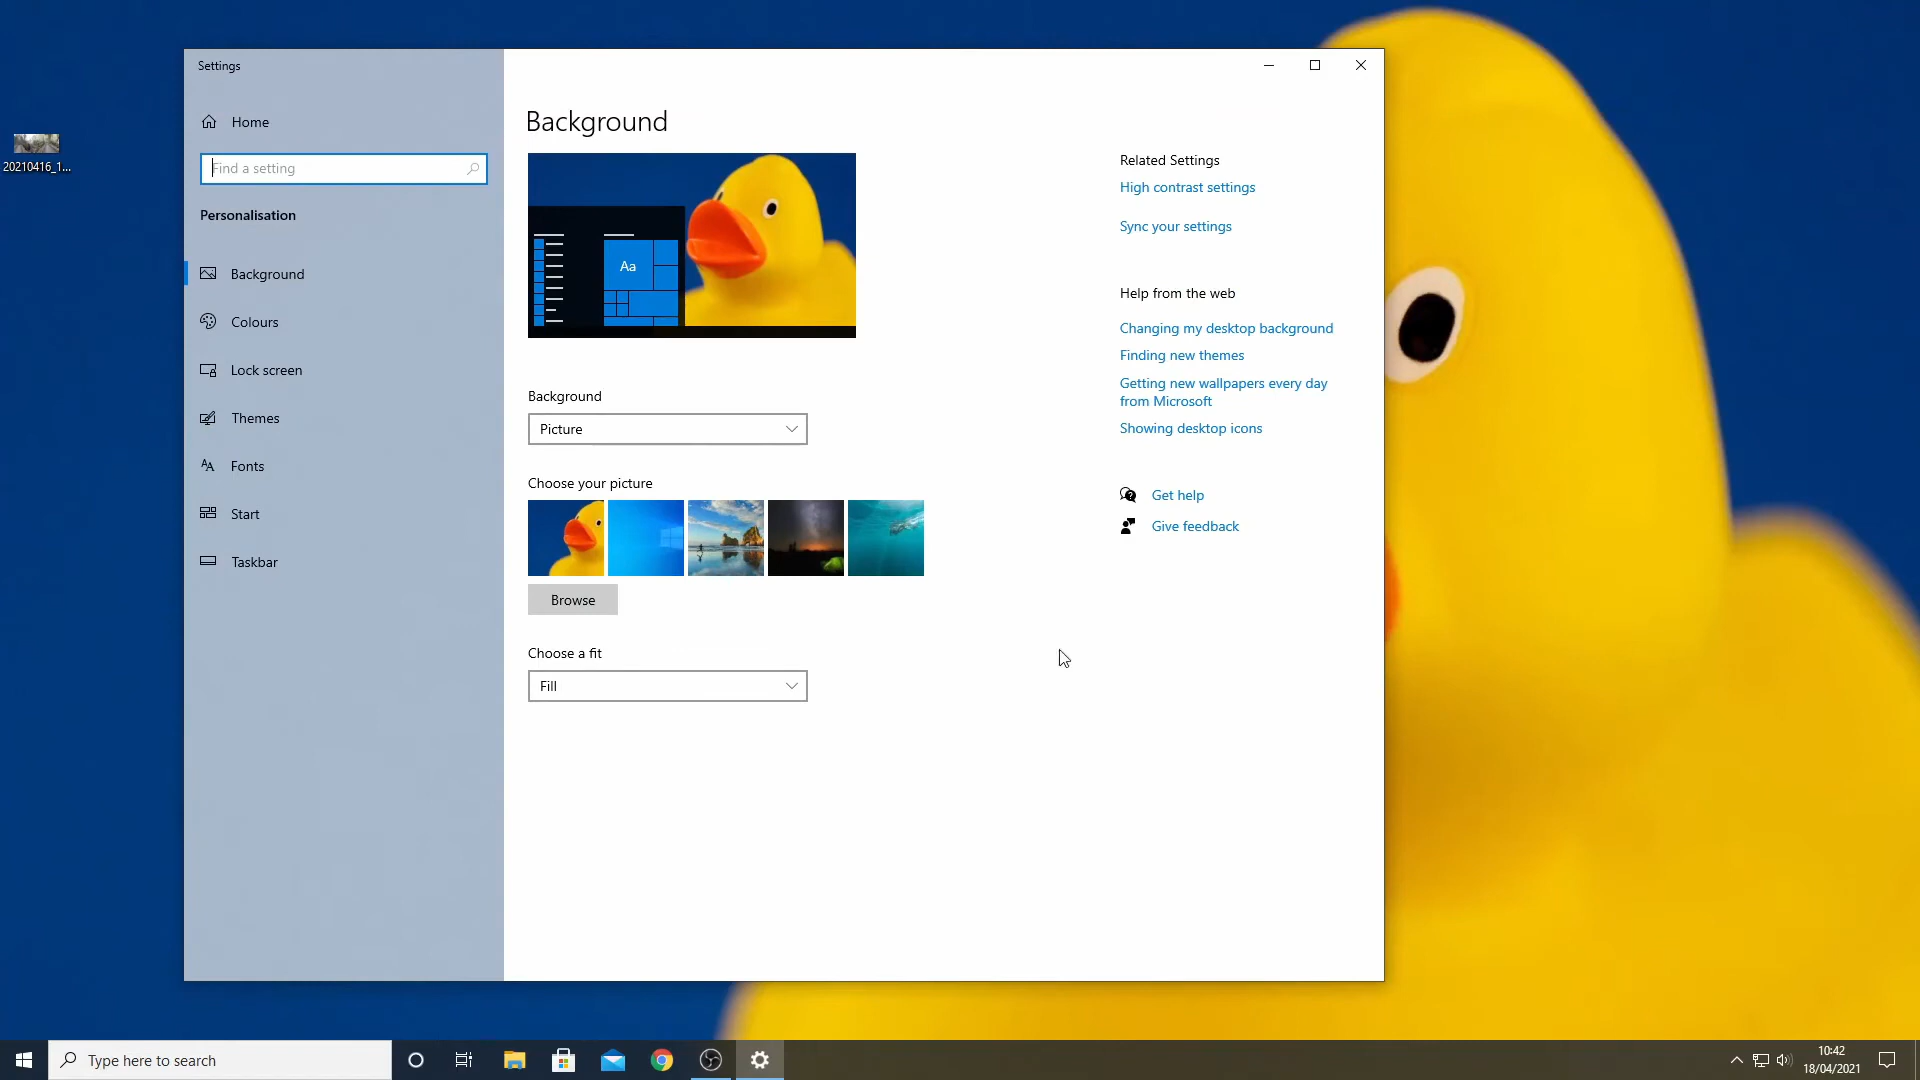 Settings
Home
Find a setting
Personalisation
Background
Colours
Lock screen
Themes
Fonts
Start
Taskbar
Background
Aa
Background
Picture
Choose your picture
Browse
Choose a fit
Fill
Related Settings
High contrast settings
Sync your settings
Help from the web
Changing my desktop background
Finding new themes
Getting new wallpapers every day
from Microsoft
Showing desktop icons
Get help
Give feedback
20210416_1...
Type here to search
10:42
18/04/2021